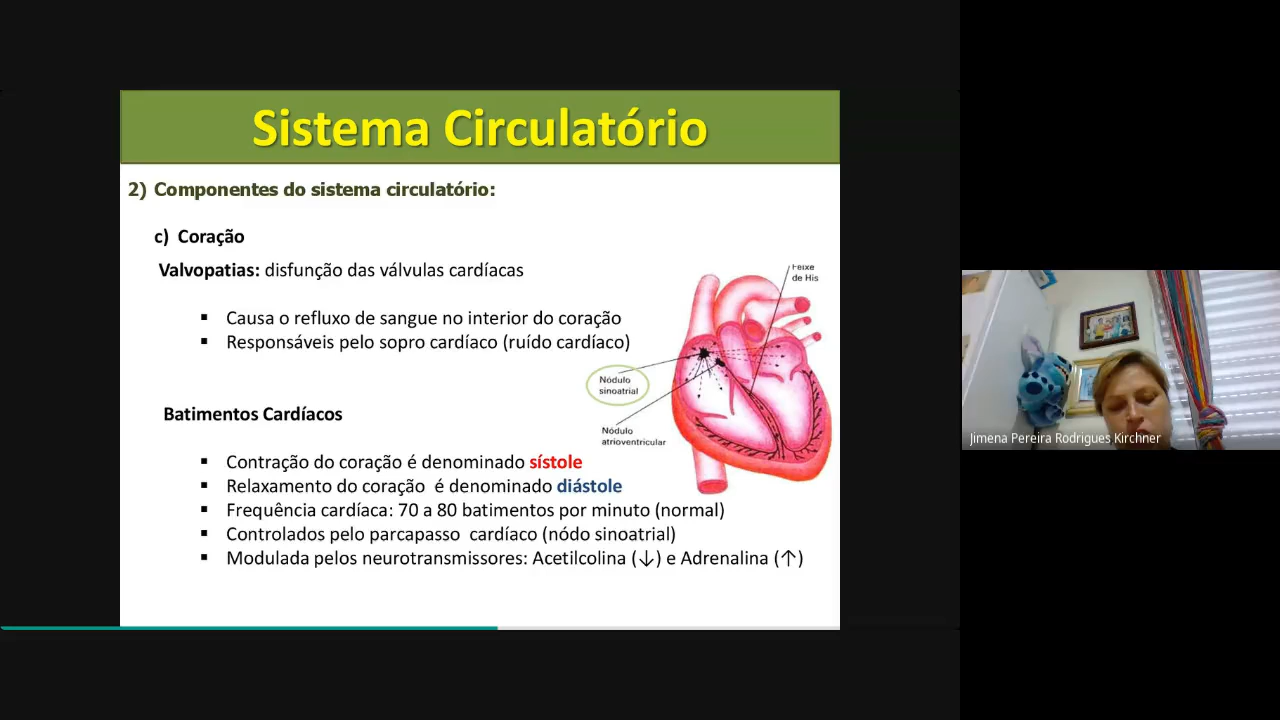 Sistema Circulatório
2) Componentes do sistema circulatório:
c) Coração
Valvopatias: disfunção das válvulas cardíacas
▪ Causa o refluxo de sangue no interior do coração
▪ Responsáveis pelo sopro cardíaco (ruído cardíaco)
Feixe
de His
Nódulo
sinoatrial
Nódulo
atrioventricular
Batimentos Cardíacos
▪ Contração do coração é denominado sístole
▪ Relaxamento do coração é denominado diástole
▪ Frequência cardíaca: 70 a 80 batimentos por minuto (normal)
▪ Controlados pelo parcapasso cardíaco (nódo sinoatrial)
▪ Modulada pelos neurotransmissores: Acetilcolina (↓) e Adrenalina (↑)
Jimena Pereira Rodrigues Kirchner